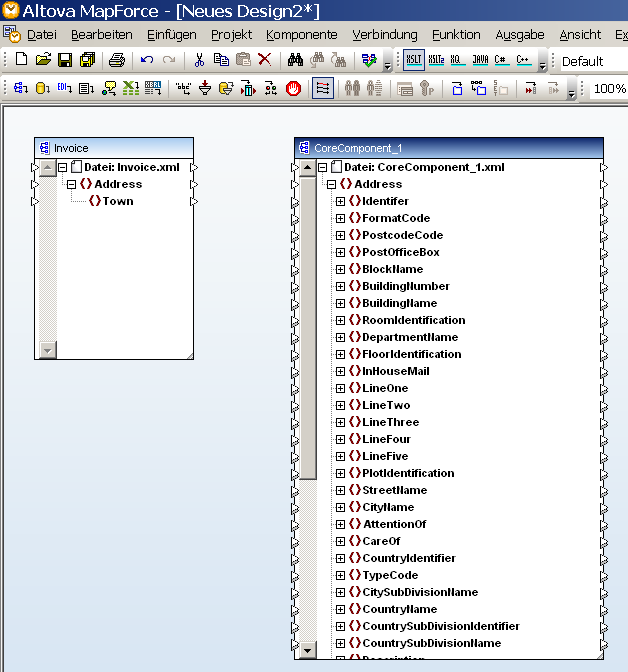 Altova MapForce - [Neues Design2*]
Datei Bearbeiten Einfügen Projekt Komponente Verbindung Funktion Ausgabe Ansicht Ex
XSLT XSLT2 XQ JAVA C# C++ Default
EDI 100%
Invoice
Datei: Invoice.xml
Address
Town
CoreComponent_1
Datei: CoreComponent_1.xml
Address
Identifer
FormatCode
PostcodeCode
PostOfficeBox
BlockName
BuildingNumber
BuildingName
RoomIdentification
DepartmentName
FloorIdentification
InHouseMail
LineOne
LineTwo
LineThree
LineFour
LineFive
PlotIdentification
StreetName
CityName
AttentionOf
CareOf
CountryIdentifier
TypeCode
CitySubDivisionName
CountryName
CountrySubDivisionIdentifier
CountrySubDivisionName